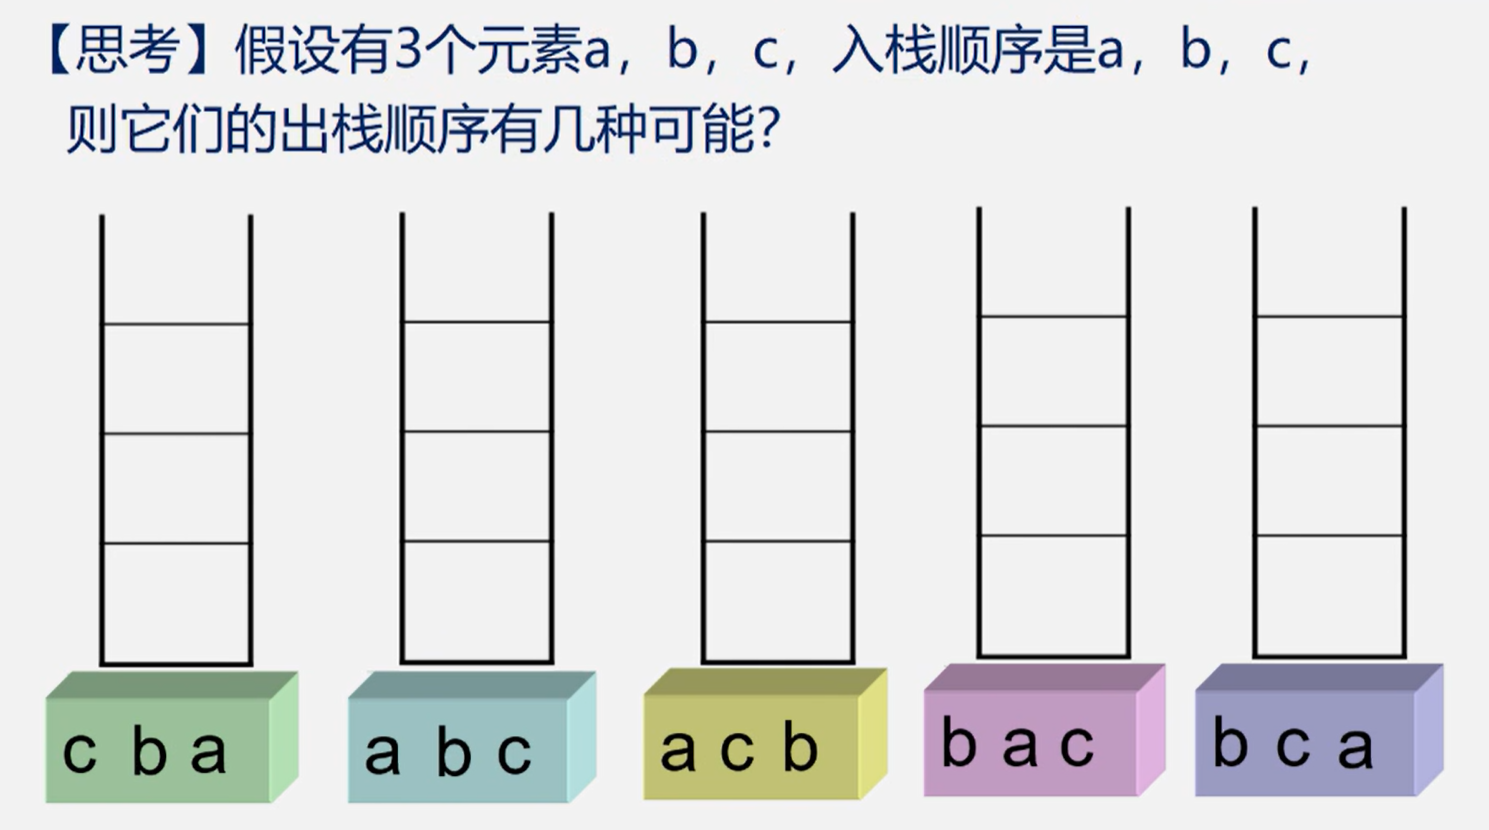 【思考】假设有3个元素a，b，c，入栈顺序是a，b，c，
则它们的出栈顺序有几种可能？
c b a
a b c
a c b
b a c
b c a